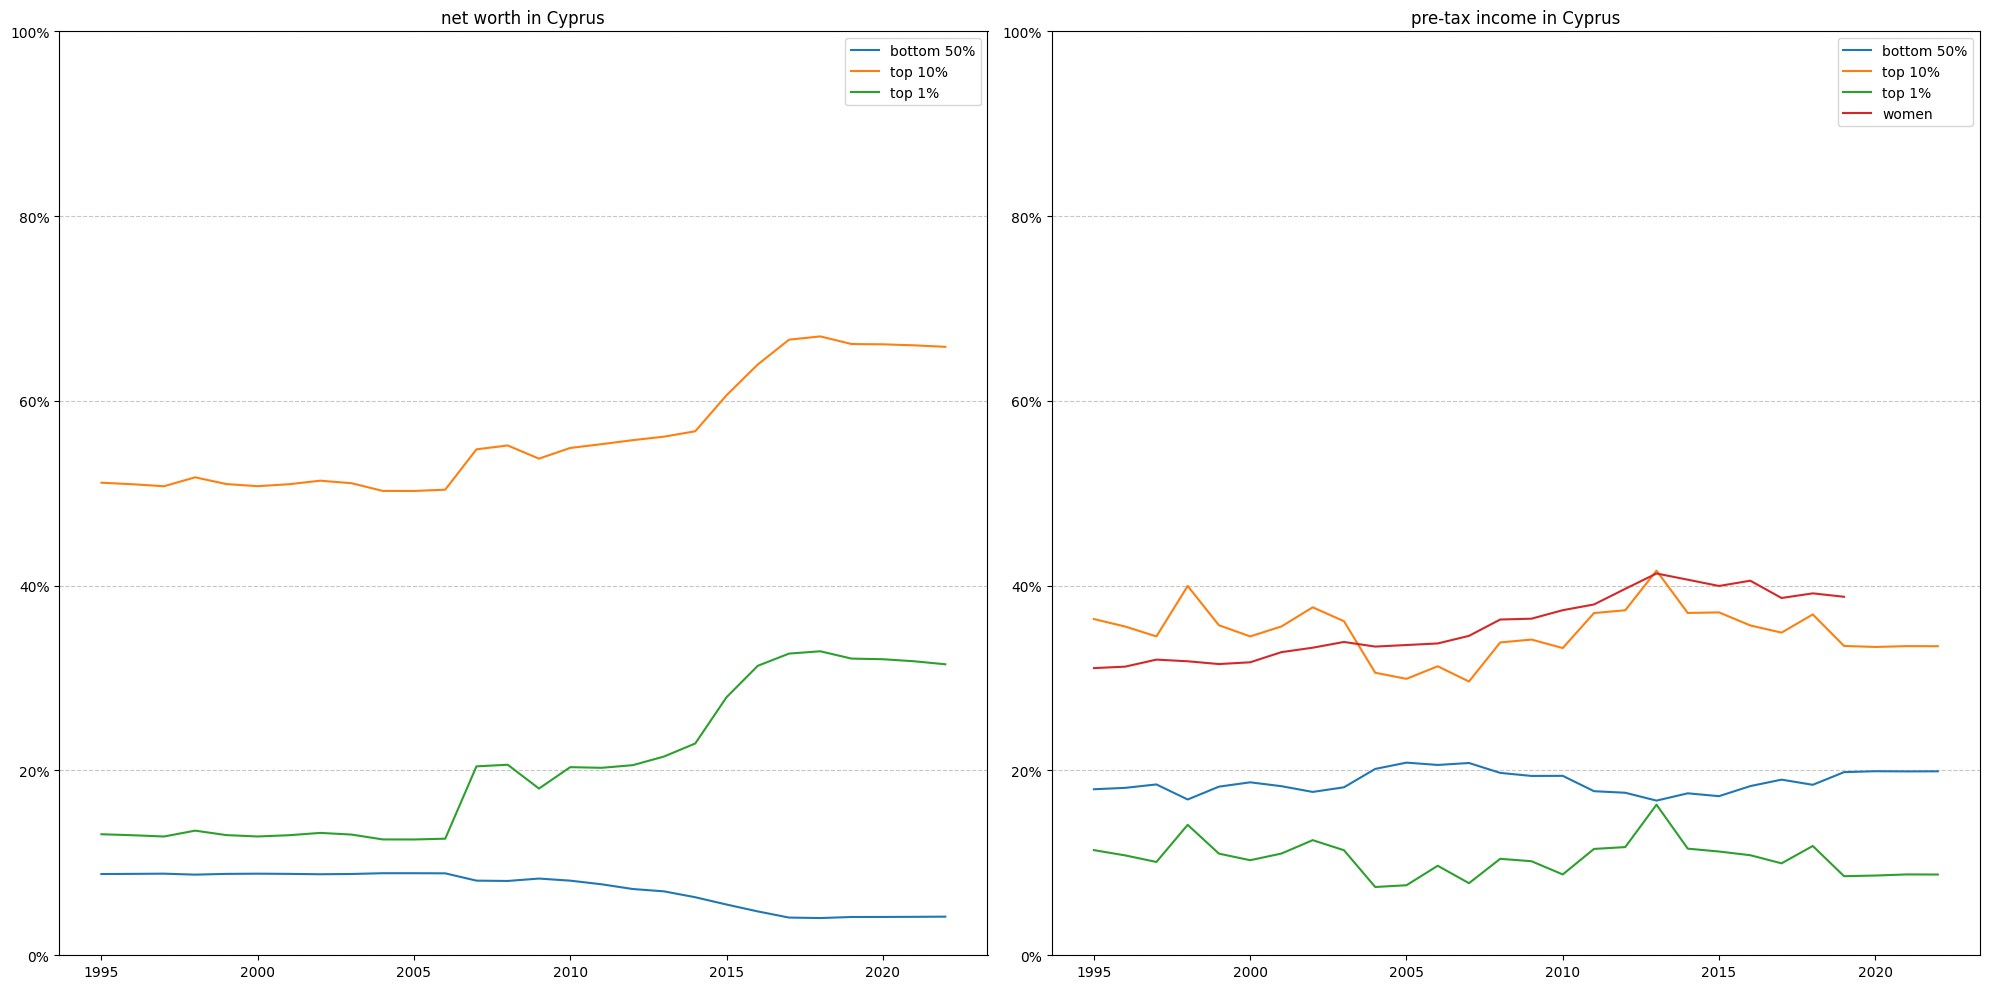 net worth in Cyprus
100%
80%
60%
40%
20%
0%
1995 2000 2005 2010 2015 2020
bottom 50%
top 10%
top 1%
pre-tax income in Cyprus
100%
80%
60%
40%
20%
0%
1995 2000 2005 2010 2015 2020
bottom 50%
top 10%
top 1%
women